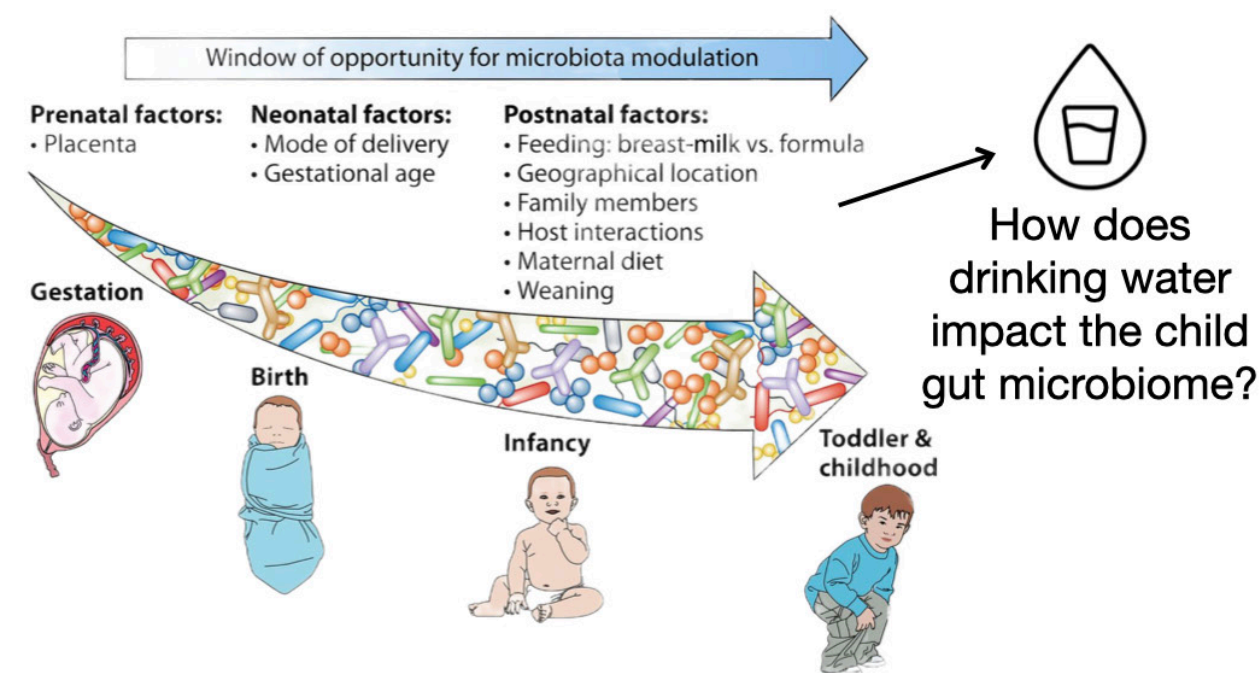 Window of opportunity for microbiota modulation
Prenatal factors:
• Placenta
Neonatal factors:
• Mode of delivery
• Gestational age
Postnatal factors:
• Feeding: breast-milk vs. formula
• Geographical location
• Family members
• Host interactions
• Maternal diet
• Weaning
Gestation
Birth
Infancy
Toddler &
childhood
How does
drinking water
impact the child
gut microbiome?